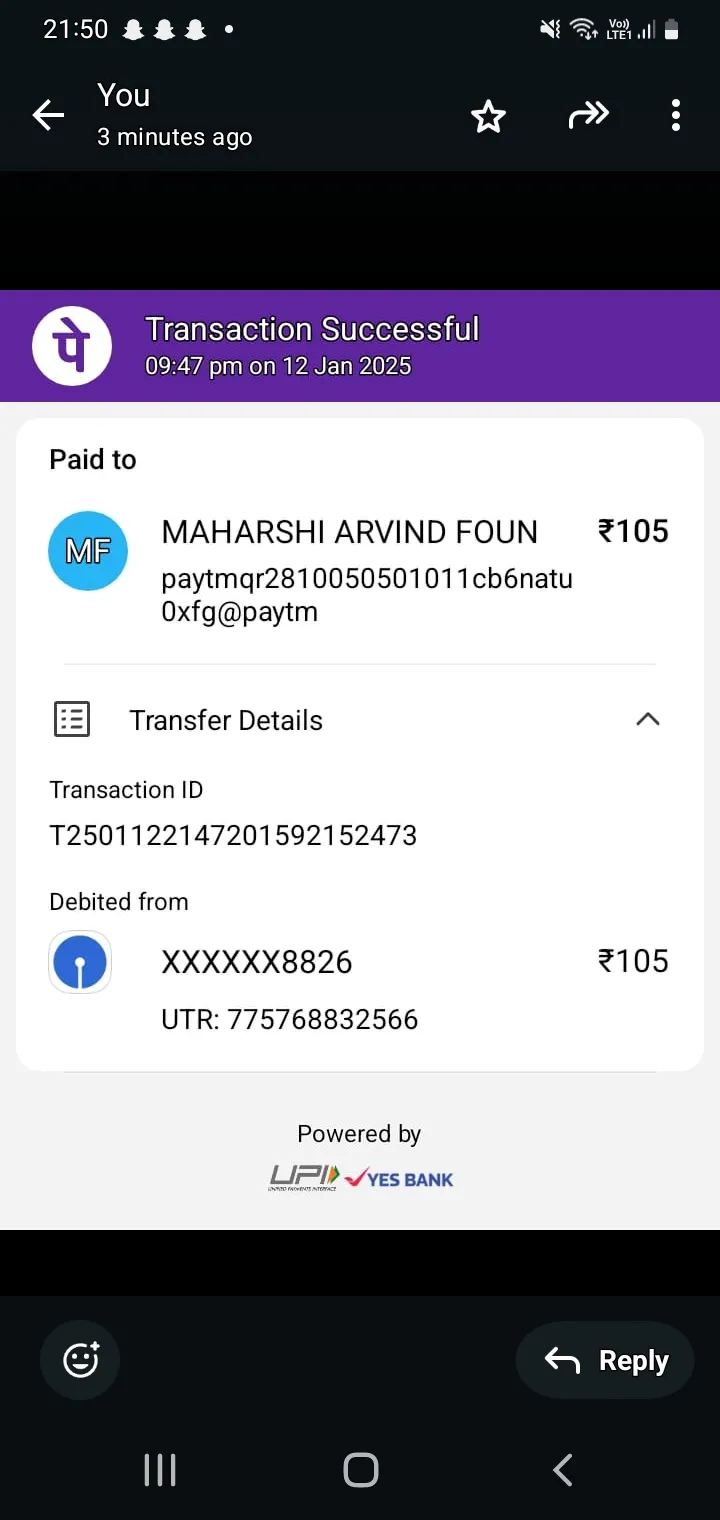 21:50
Vo))
LTE1
You
3 minutes ago
पे
Transaction Successful
09:47 pm on 12 Jan 2025
Paid to
MF
MAHARSHI ARVIND FOUN
₹105
paytmqr2810050501011cb6natu
0xfg@paytm
Transfer Details
Transaction ID
T2501122147201592152473
Debited from
XXXXXX8826
₹105
UTR: 775768832566
Powered by
UPI
UNIFIED PAYMENTS INTERFACE
YES BANK
Reply